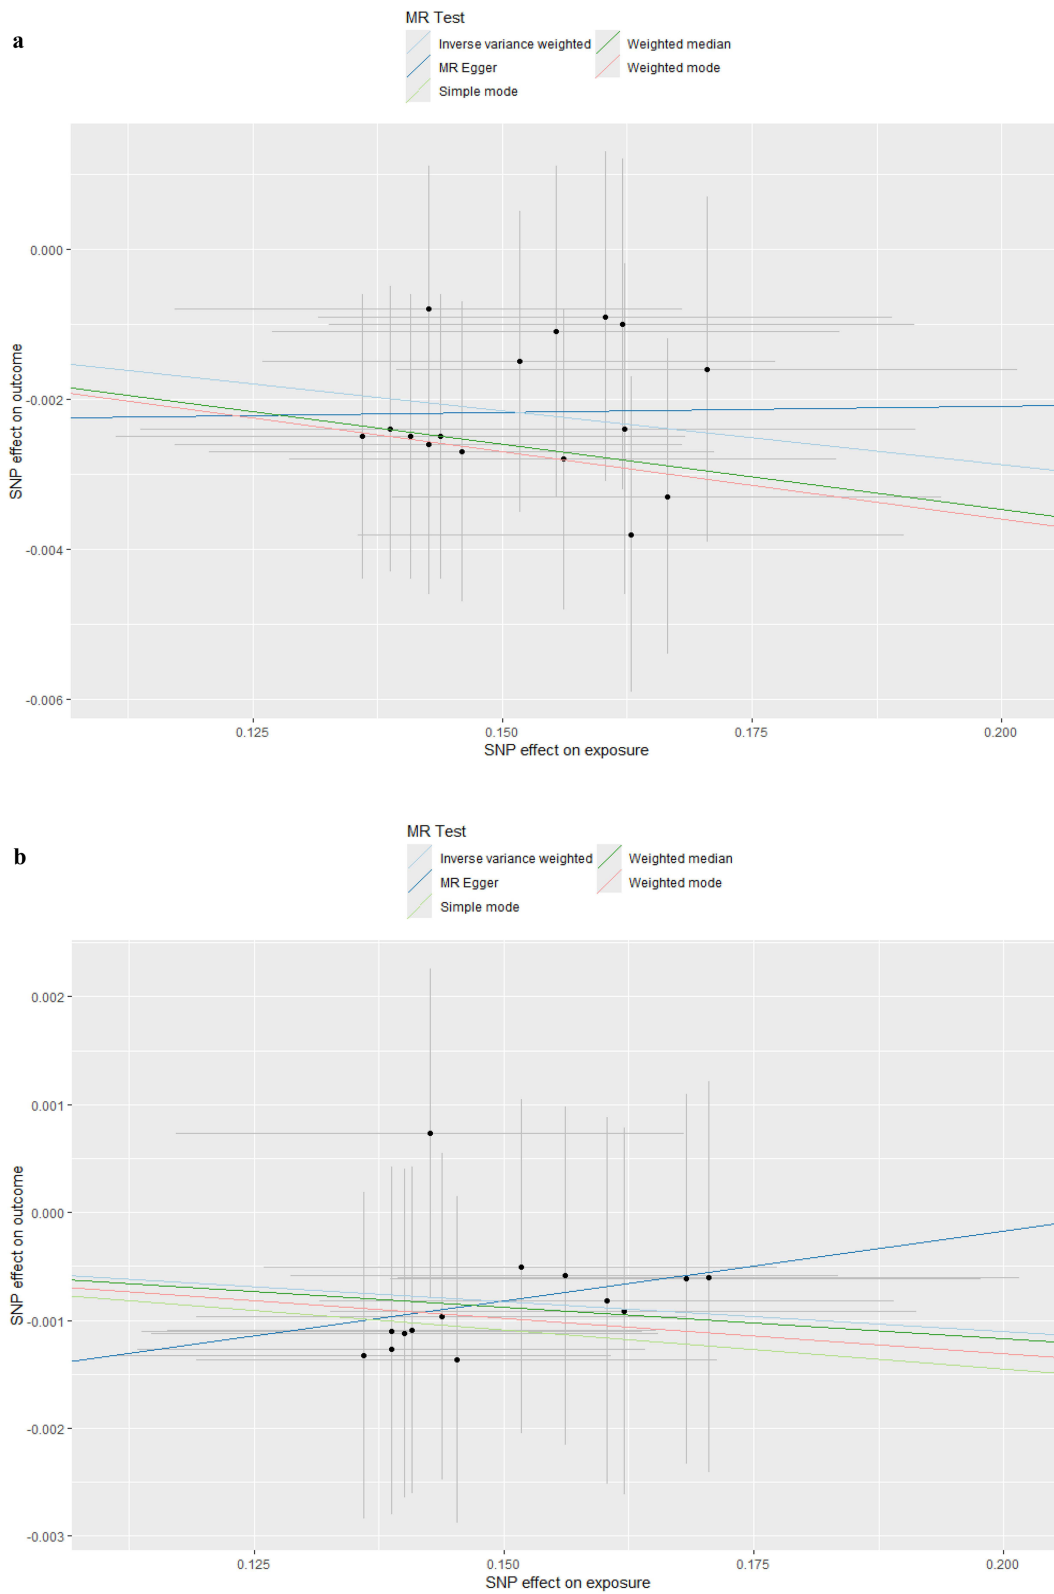 a
MR Test
Inverse variance weighted
Weighted median
MR Egger
Weighted mode
Simple mode
0.000
-0.002
-0.004
-0.006
SNP effect on outcome
0.125
0.150
0.175
0.200
SNP effect on exposure
b
MR Test
Inverse variance weighted
Weighted median
MR Egger
Weighted mode
Simple mode
0.002
0.001
0.000
-0.001
-0.002
-0.003
SNP effect on outcome
0.125
0.150
0.175
0.200
SNP effect on exposure